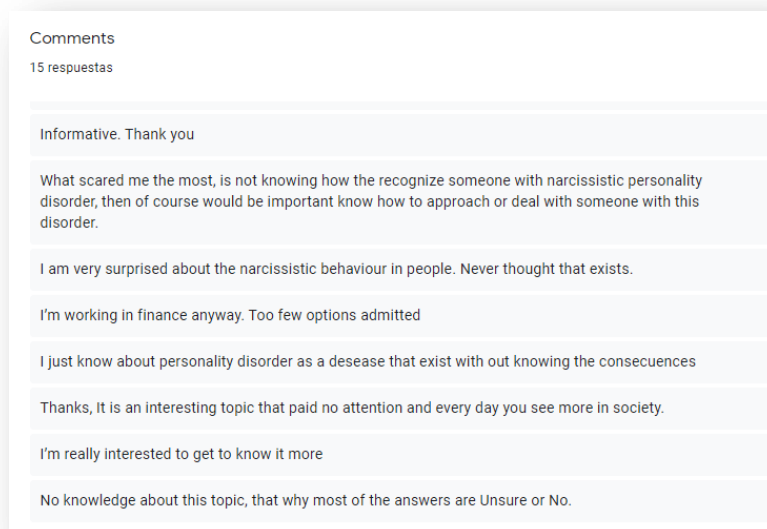 Comments
15 respuestas
Informative. Thank you
What scared me the most, is not knowing how the recognize someone with narcissistic personality
disorder, then of course would be important know how to approach or deal with someone with this
disorder.
I am very surprised about the narcissistic behaviour in people. Never thought that exists.
I'm working in finance anyway. Too few options admitted
I just know about personality disorder as a desease that exist with out knowing the consecuences
Thanks, It is an interesting topic that paid no attention and every day you see more in society.
I'm really interested to get to know it more
No knowledge about this topic, that why most of the answers are Unsure or No.